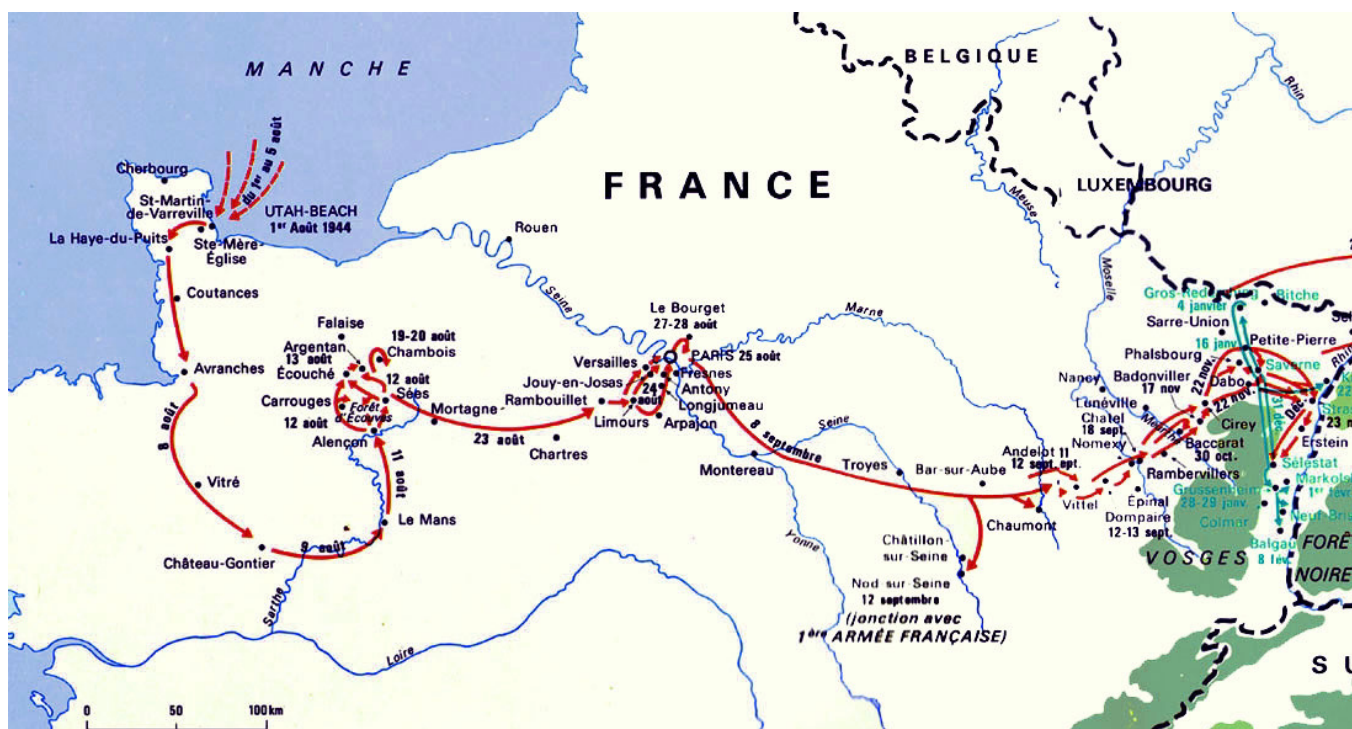 MANCHE
BELGIQUE
Rhin
du 1er au 5 août
Cherbourg
St-Martin-
de-Varreville
UTAH-BEACH
1er Août 1944
FRANCE
Meuse
LUXEMBOURG
La Haye-du-Puits
Ste-Mère-
Église
Rouen
Moselle
Coutances
Seine
Le Bourget
27-28 août
Marne
4 janvier
Bitche
Sarre-Union
Falaise
19-20 août
Argentan
13 août
Chambois
Écouché
Versailles
PARIS 25 août
16 janv.
Petite-Pierre
Phalsbourg
Saverne
Rhin
Avranches
12 août
Sées
Jouy-en-Josas
Fresnes
Badonviller
17 nov
22 nov.
Dabo
Nancy
Rambouillet
24
août
Antony
Carrouges
12 août
Forêt
d'Écouves
Mortagne
Limours
Longjumeau
Lunéville
Chatel
18 sept.
Meurthe
22 nov.
Cirey
Alençon
Arpajon
23 août
Chartres
8 août
11 août
8 septembre
Seine
Nomexy
Baccarat
30 oct.
Erstein
Montereau
Troyes
Bar-sur-Aube
Andelot 11
12 sept.
Rambervillers
Sélestat
Vitré
Vittel
Épinal
Grussenheim
28-29 janv.
Le Mans
Chaumont
Dompaire
12-13 sept.
Colmar
9 août
Château-Gontier
Châtillon-
sur-Seine
Yonne
VOSGES
Balgau
8 fév.
Nod sur-Seine
12 septembre
(jonction avec
1ère ARMÉE FRANÇAISE)
NOIRE
Sarthe
Loire
0 50 100 km